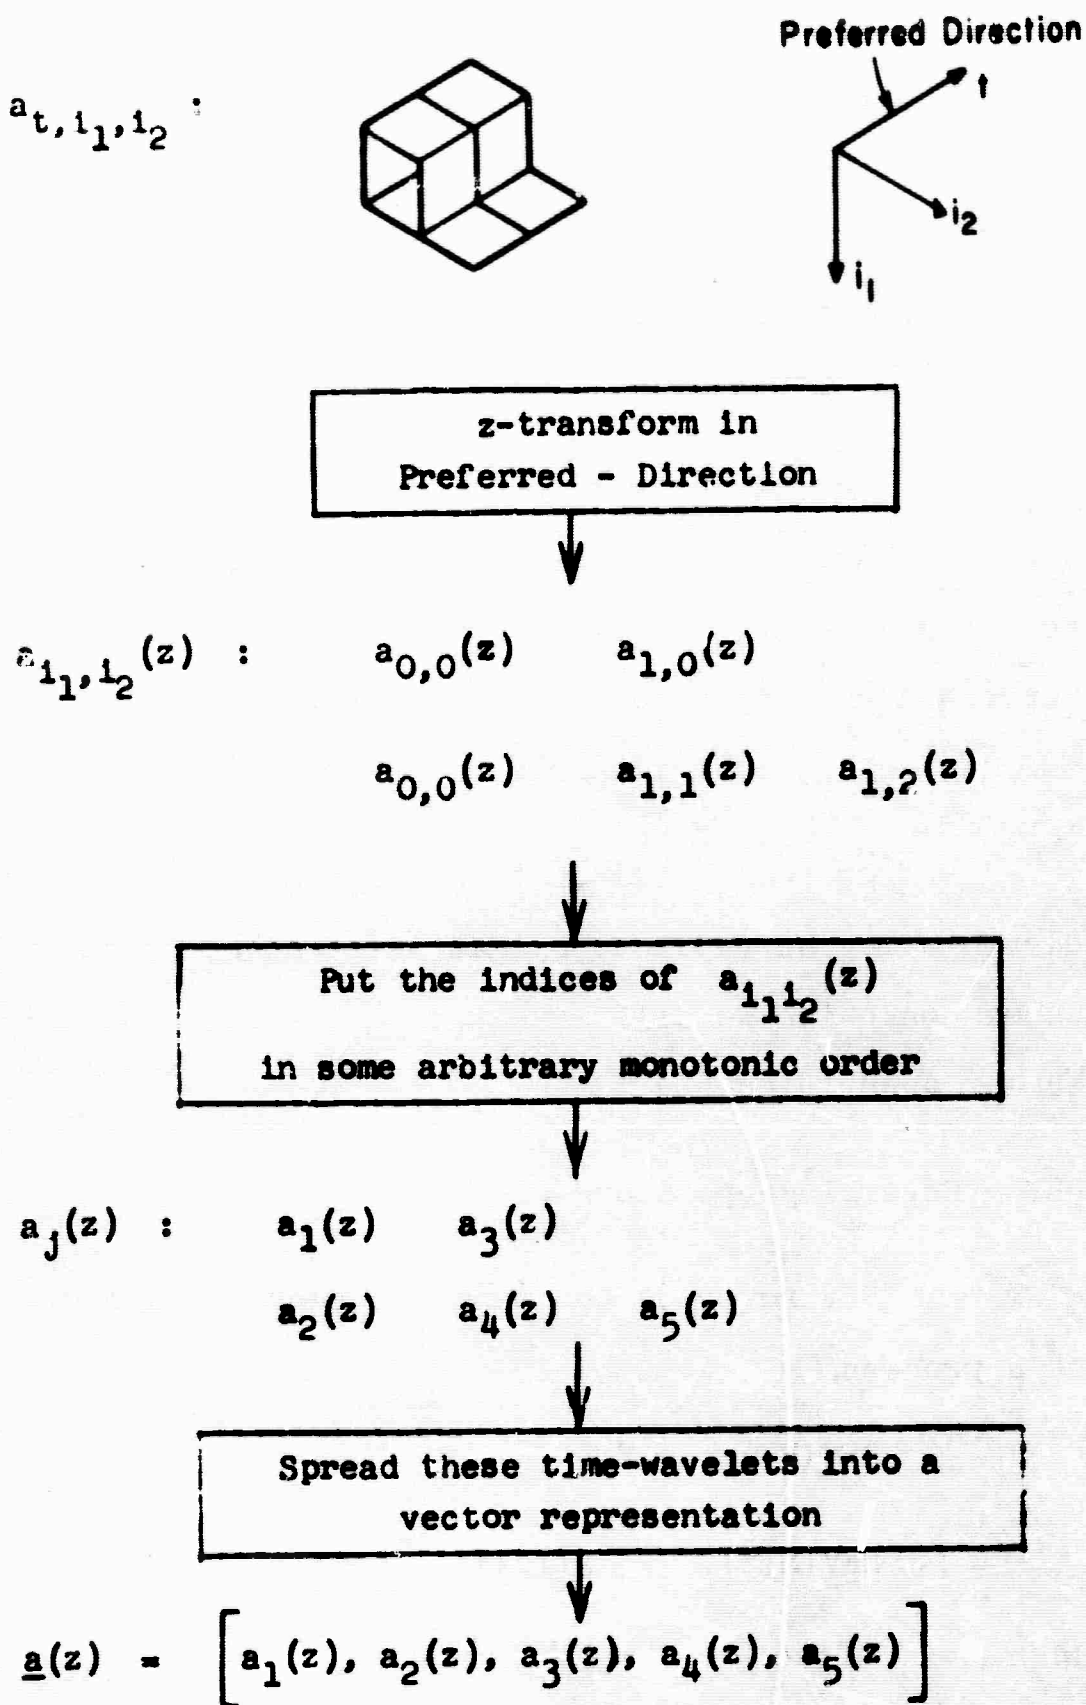 Preferred Direction
a_{t,i_1,i_2} :
t
i_2
i_1
z-transform in
Preferred - Direction
a_{i_1,i_2}(z) : a_{0,0}(z) a_{1,0}(z)
a_{0,0}(z) a_{1,1}(z) a_{1,2}(z)
Put the indices of a_{i_1i_2}(z)
in some arbitrary monotonic order
a_j(z) : a_1(z) a_3(z)
a_2(z) a_4(z) a_5(z)
Spread these time-wavelets into a
vector representation
a(z) = [a_1(z), a_2(z), a_3(z), a_4(z), a_5(z)]